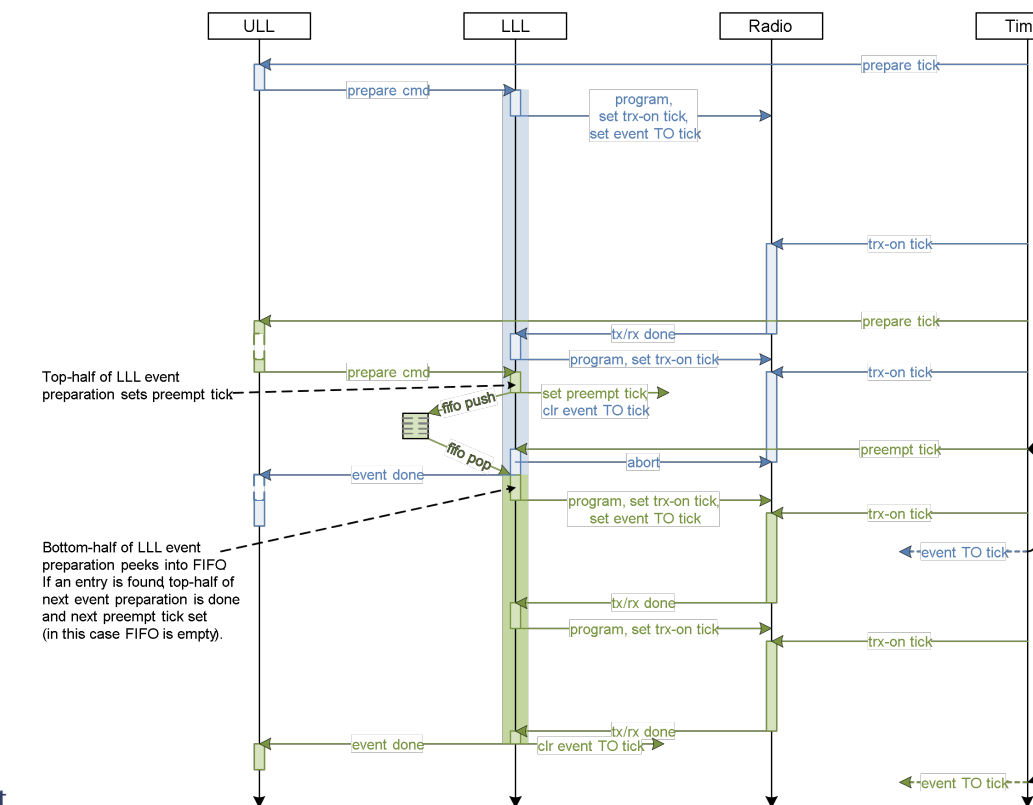 ULL
LLL
Radio
Tim
prepare tick
prepare cmd
program,
set trx-on tick,
set event TO tick
trx-on tick
prepare tick
tx/rx done
program, set trx-on tick
prepare cmd
trx-on tick
Top-half of LLL event
preparation sets preempt tick
set preempt tick
clr event TO tick
fifo push
fifo pop
preempt tick
abort
event done
program, set trx-on tick,
set event TO tick
trx-on tick
event TO tick
Bottom-half of LLL event
preparation peeks into FIFO
If an entry is found, top-half of
next event preparation is done
and next preempt tick set
(in this case FIFO is empty).
tx/rx done
program, set trx-on tick
trx-on tick
tx/rx done
event done
clr event TO tick
event TO tick
t